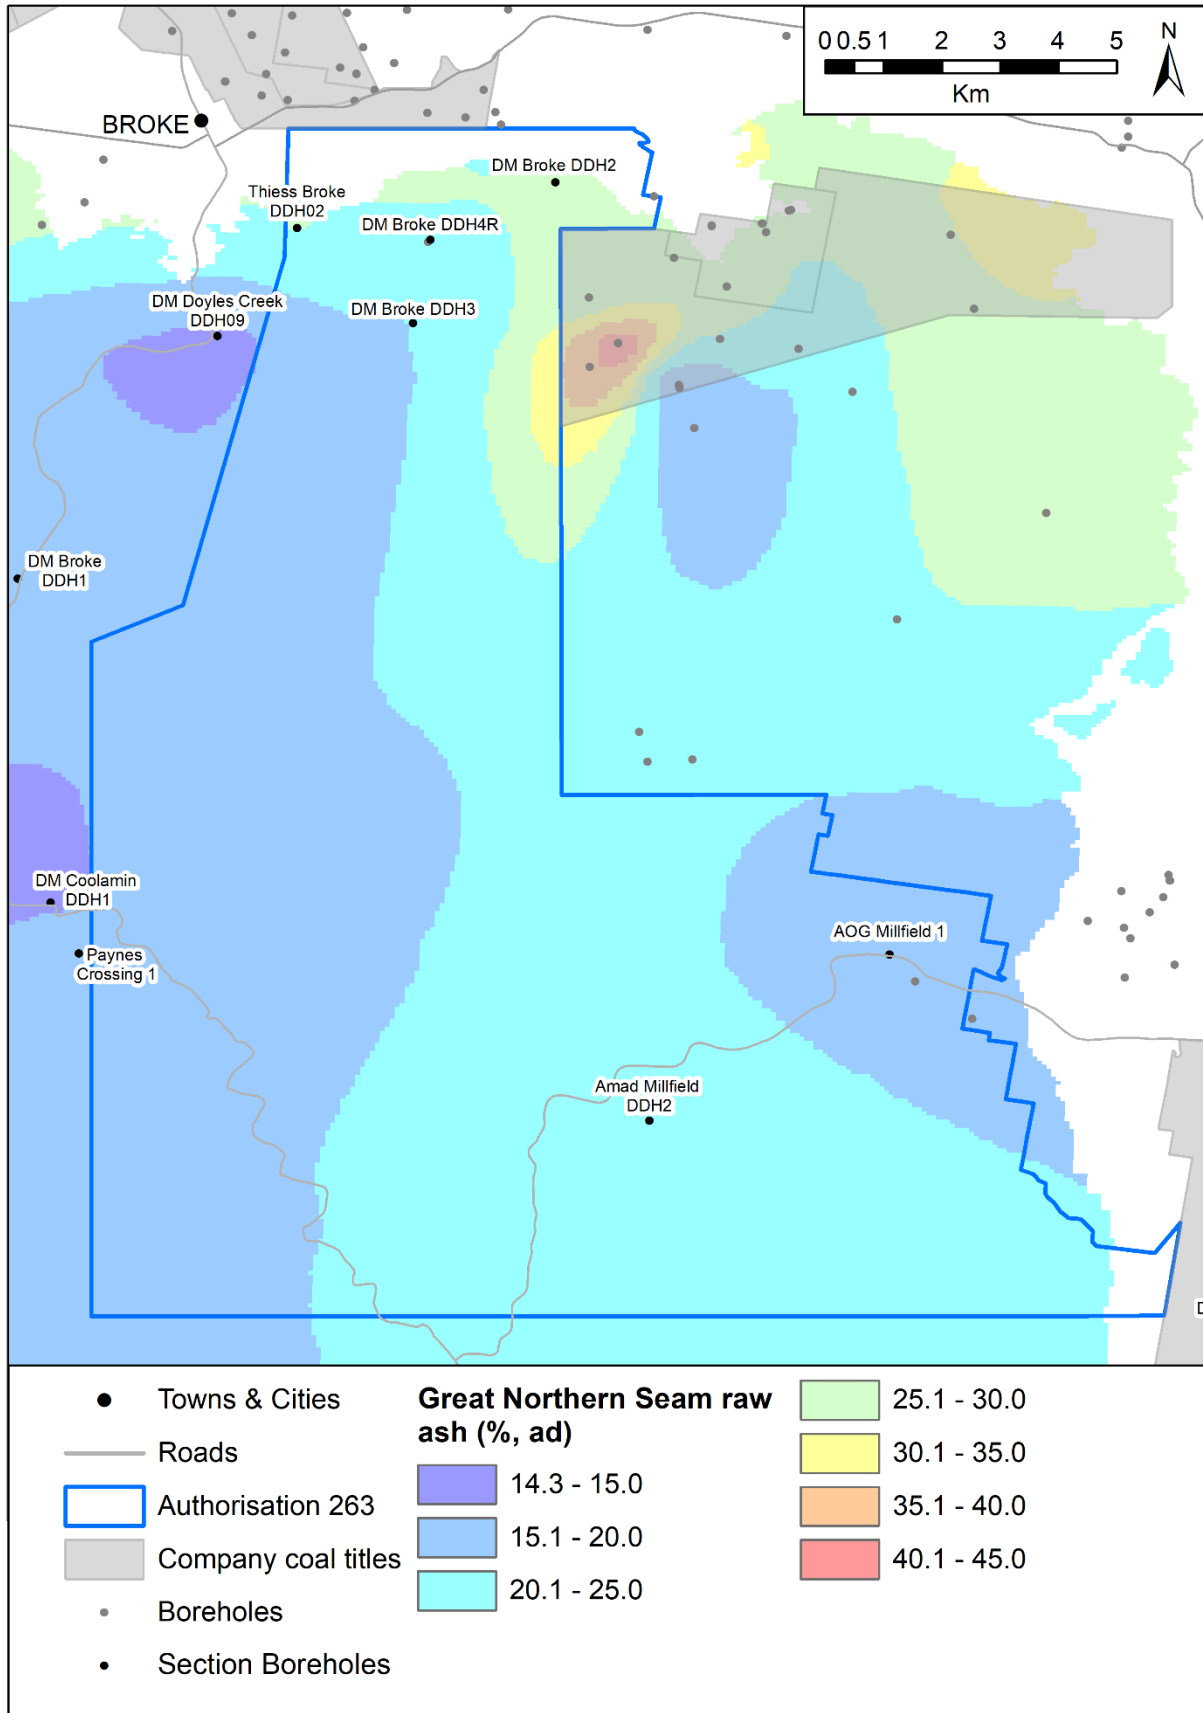 0 0.5 1 2 3 4 5
Km
N
BROKE
DM Broke DDH2
Thiess Broke
DDH02
DM Broke DDH4R
DM Doyles Creek
DDH09
DM Broke DDH3
DM Broke
DDH1
DM Coolamin
DDH1
Paynes
Crossing 1
AOG Millfield 1
Amad Millfield
DDH2
D
Towns & Cities
Roads
Authorisation 263
Company coal titles
Boreholes
Section Boreholes
Great Northern Seam raw
ash (%, ad)
14.3 - 15.0
15.1 - 20.0
20.1 - 25.0
25.1 - 30.0
30.1 - 35.0
35.1 - 40.0
40.1 - 45.0